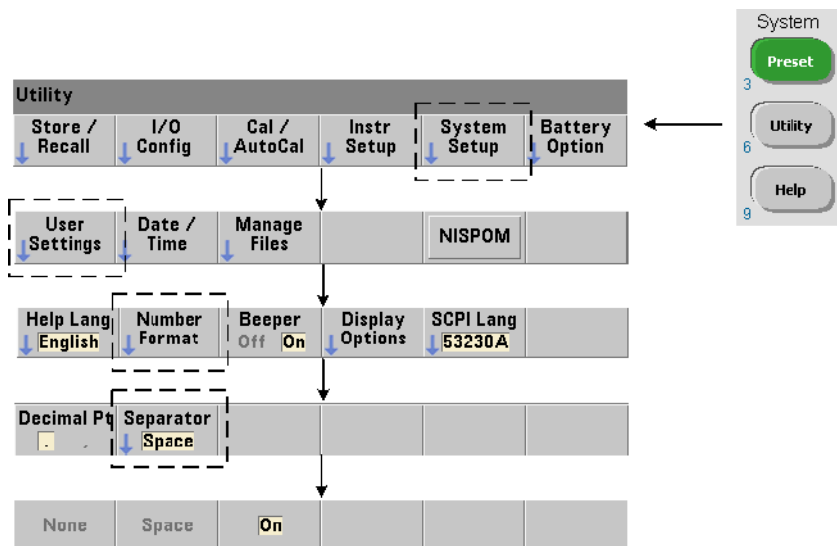 System
Preset
3
Utility
6
Help
9
Utility
Store / Recall
I/O Config
Cal / AutoCal
Instr Setup
System Setup
Battery Option
User Settings
Date / Time
Manage Files
NISPOM
Help Lang
English
Number Format
Beeper
Off On
Display Options
SCPI Lang
53230A
Decimal Pt
. ,
Separator
Space
None
Space
On